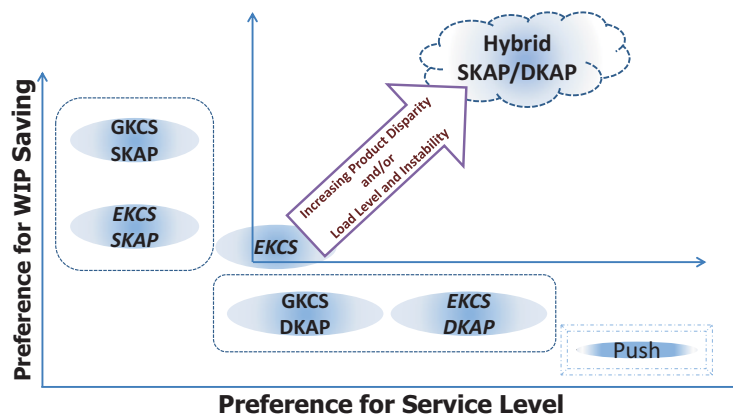 Hybrid
SKAP/DKAP
Preference for WIP Saving
GKCS
SKAP
Increasing Product Disparity
and/or
Load Level and Instability
EKCS
SKAP
EKCS
GKCS
DKAP
EKCS
DKAP
Push
Preference for Service Level